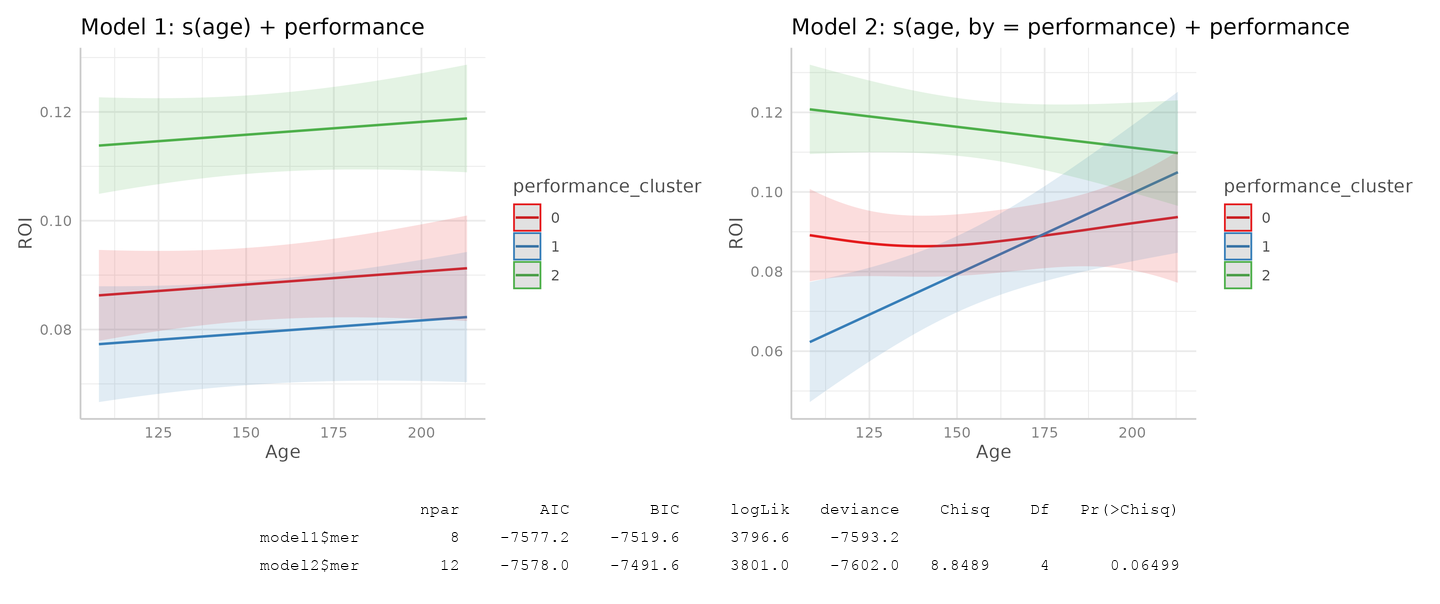 Model 1: s(age) + performance
Model 2: s(age, by = performance) + performance
0.12
0.10
0.08
ROI
125 150 175 200
Age
performance_cluster
0
1
2
0.12
0.10
0.08
0.06
ROI
125 150 175 200
Age
performance_cluster
0
1
2
npar AIC BIC logLik deviance Chisq Df Pr(>Chisq)
model1$mer 8 -7577.2 -7519.6 3796.6 -7593.2
model2$mer 12 -7578.0 -7491.6 3801.0 -7602.0 8.8489 4 0.06499